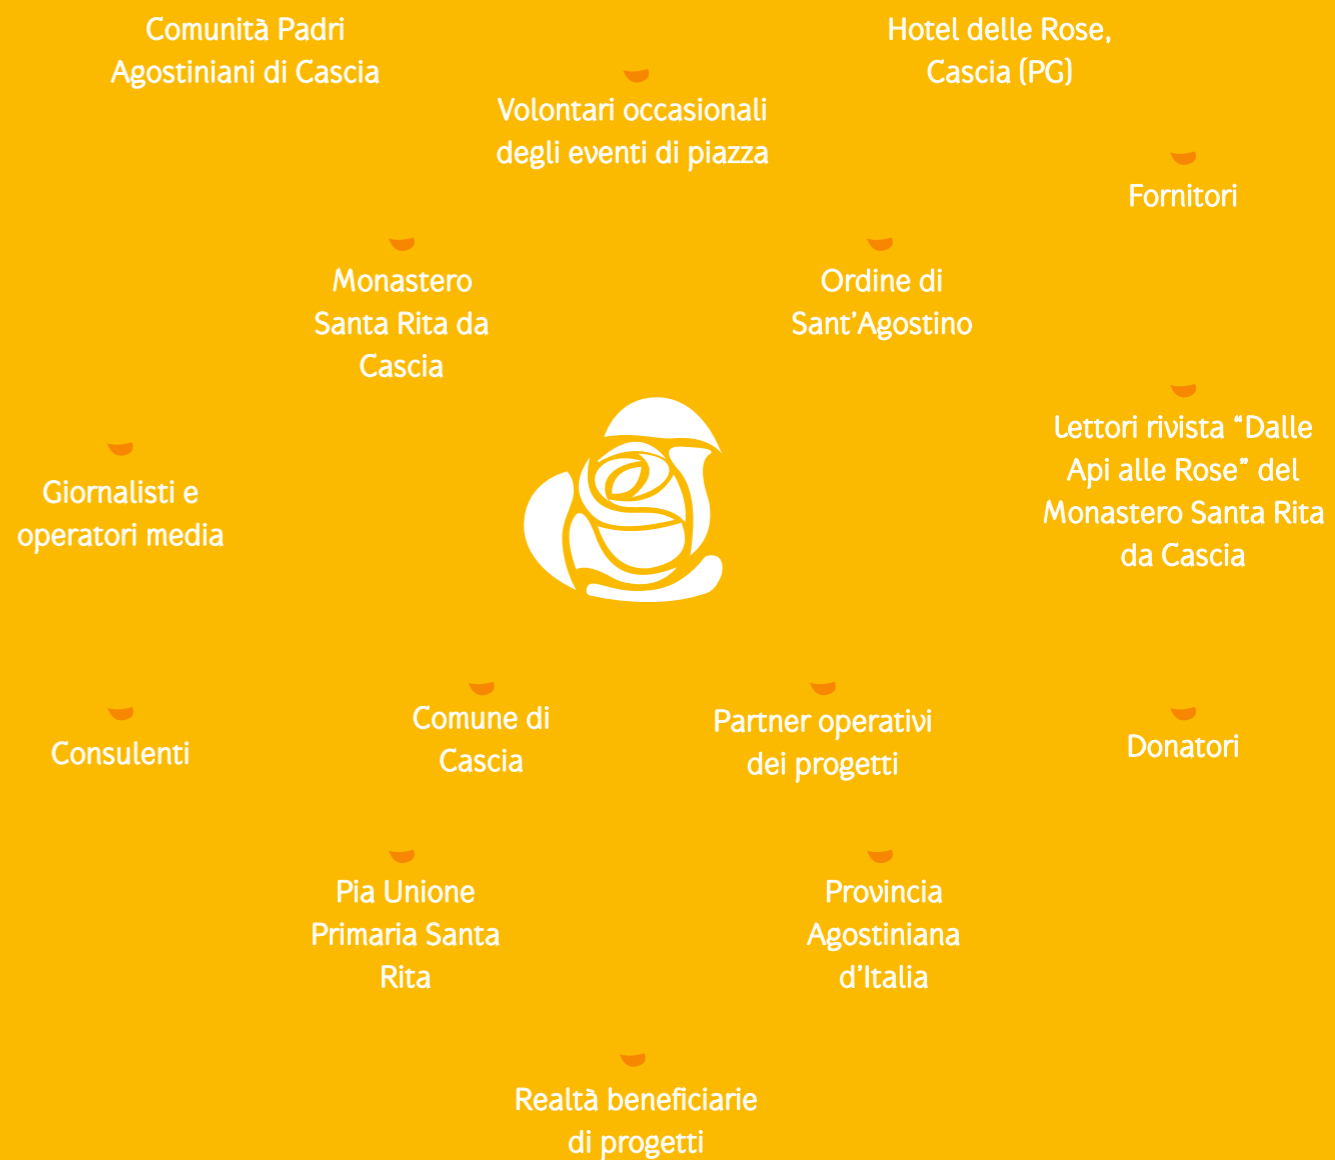 Comunità Padri
Agostiniani di Cascia
Hotel delle Rose,
Cascia (PG)
Volontari occasionali
degli eventi di piazza
Fornitori
Monastero
Santa Rita da
Cascia
Ordine di
Sant’Agostino
Lettori rivista “Dalle
Api alle Rose” del
Monastero Santa Rita
da Cascia
Giornalisti e
operatori media
Comune di
Cascia
Partner operativi
dei progetti
Consulenti
Donatori
Pia Unione
Primaria Santa
Rita
Provincia
Agostiniana
d’Italia
Realtà beneficiarie
di progetti